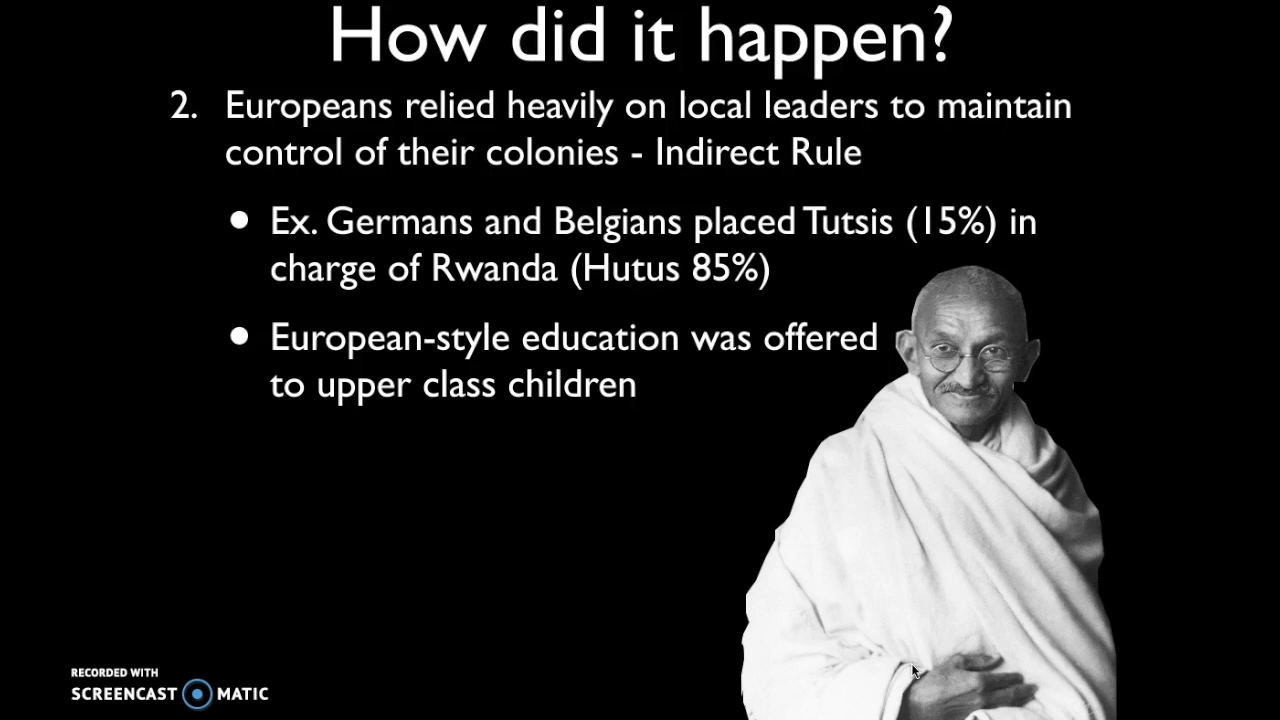 How did it happen?
2. Europeans relied heavily on local leaders to maintain
control of their colonies - Indirect Rule
• Ex. Germans and Belgians placed Tutsis (15%) in
charge of Rwanda (Hutus 85%)
• European-style education was offered
to upper class children
RECORDED WITH
SCREENCAST MATIC